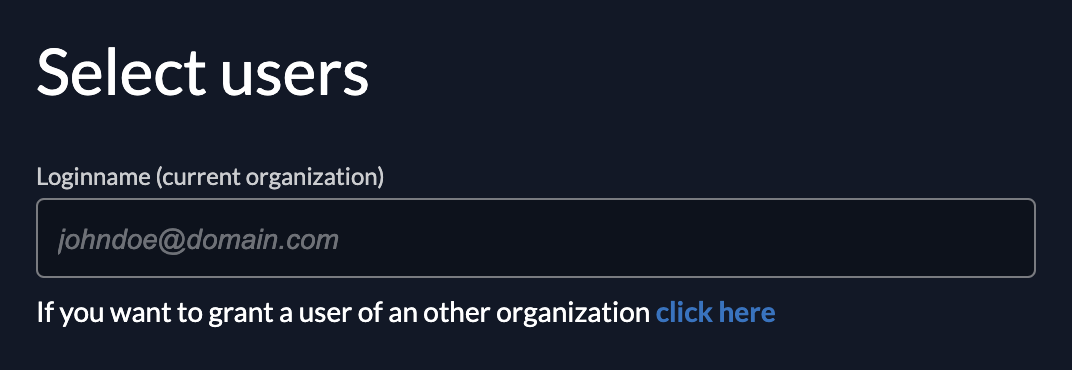 Select users
Loginname (current organization)
johndoe@domain.com
If you want to grant a user of an other organization click here